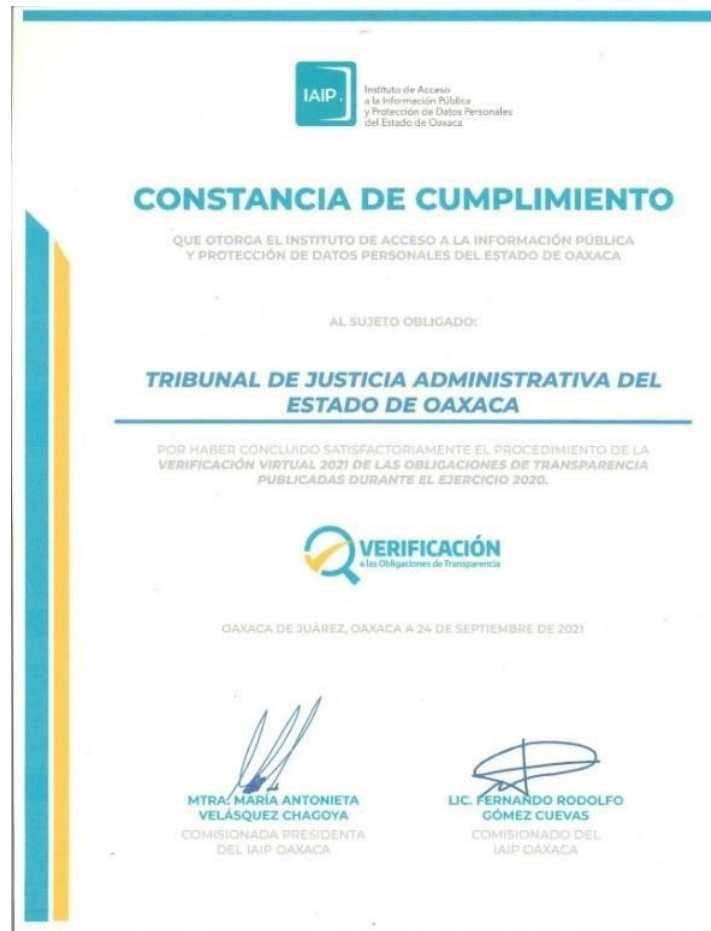 IAIP.
Instituto de Acceso
a la Información Pública
y Protección de Datos Personales
del Estado de Oaxaca
CONSTANCIA DE CUMPLIMIENTO
QUE OTORGA EL INSTITUTO DE ACCESO A LA INFORMACIÓN PÚBLICA
Y PROTECCIÓN DE DATOS PERSONALES DEL ESTADO DE OAXACA
AL SUJETO OBLIGADO:
TRIBUNAL DE JUSTICIA ADMINISTRATIVA DEL
ESTADO DE OAXACA
POR HABER CONCLUIDO SATISFACTORIAMENTE EL PROCEDIMIENTO DE LA
VERIFICACIÓN VIRTUAL 2021 DE LAS OBLIGACIONES DE TRANSPARENCIA
PUBLICADAS DURANTE EL EJERCICIO 2020.
VERIFICACIÓN
a las Obligaciones de Transparencia
OAXACA DE JUÁREZ, OAXACA A 24 DE SEPTIEMBRE DE 2021
MTRA. MARÍA ANTONIETA
VELÁSQUEZ CHAGOYA
COMISIONADA PRESIDENTA
DEL IAIP OAXACA
LIC. FERNANDO RODOLFO
GÓMEZ CUEVAS
COMISIONADO DEL
IAIP OAXACA